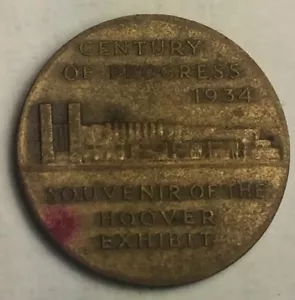 CENTURY
OF PROGRESS
1934
SOUVENIR OF THE
HOOVER
EXHIBIT